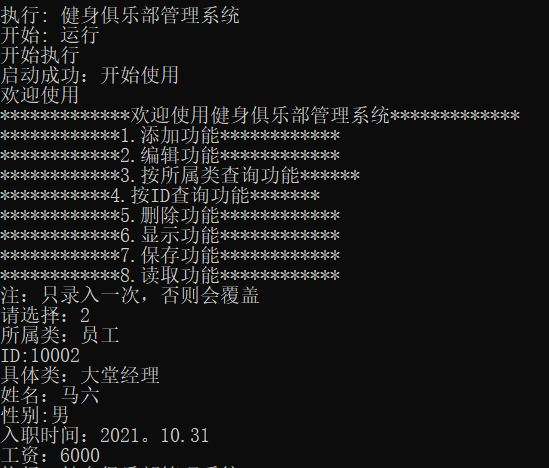 执行: 健身俱乐部管理系统
开始: 运行
开始执行
启动成功: 开始使用
欢迎使用
*************欢迎使用健身俱乐部管理系统*************
************1.添加功能************
************2.编辑功能************
************3.按所属类查询功能******
***********4.按ID查询功能*******
************5.删除功能************
************6.显示功能************
************7.保存功能************
************8.读取功能************
注: 只录入一次，否则会覆盖
请选择: 2
所属类: 员工
ID:10002
具体类: 大堂经理
姓名: 马六
性别:男
入职时间: 2021。10.31
工资: 6000